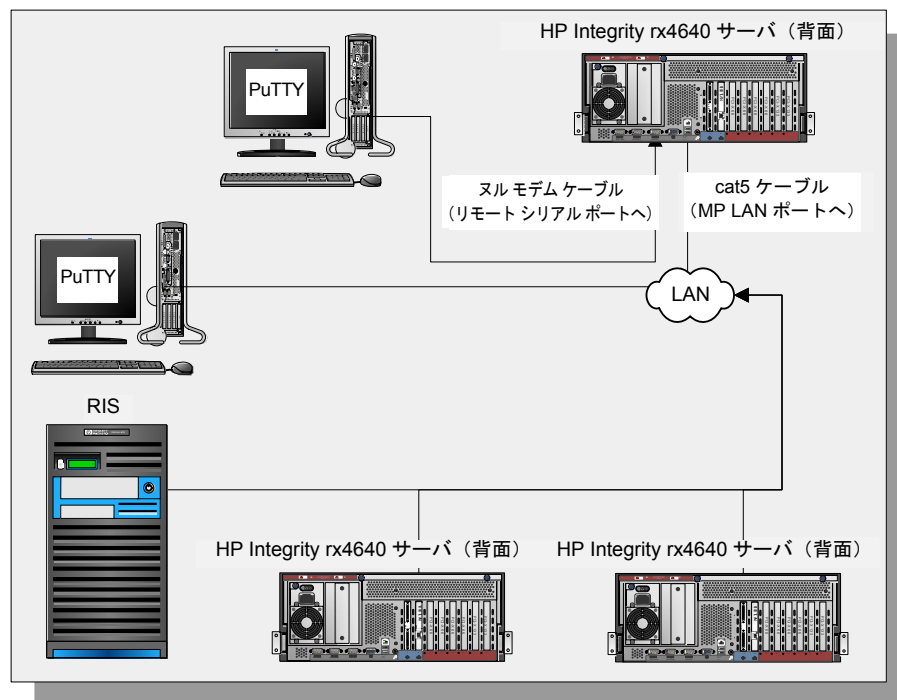 HP Integrity rx4640 サーバ（背面）
PuTTY
ヌル モデム ケーブル
（リモート シリアル ポートへ）
cat5 ケーブル
（MP LAN ポートへ）
PuTTY
LAN
RIS
HP Integrity rx4640 サーバ（背面）
HP Integrity rx4640 サーバ（背面）